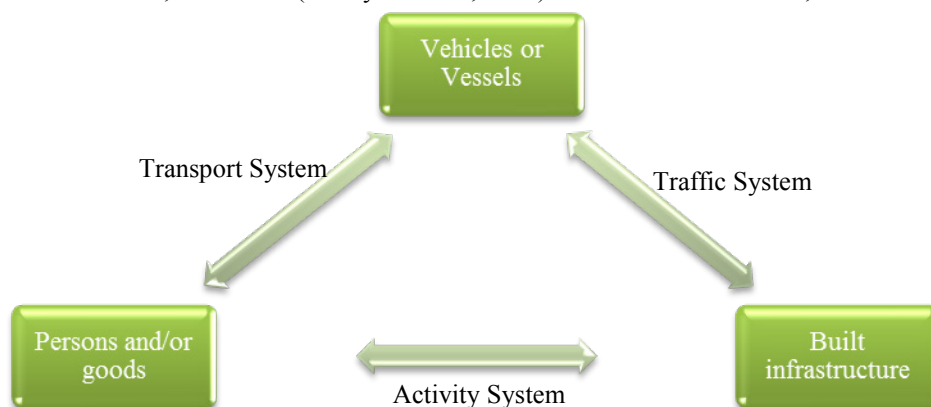 Vehicles or
Vessels
Transport System
Traffic System
Persons and/or
goods
Built
infrastructure
Activity System